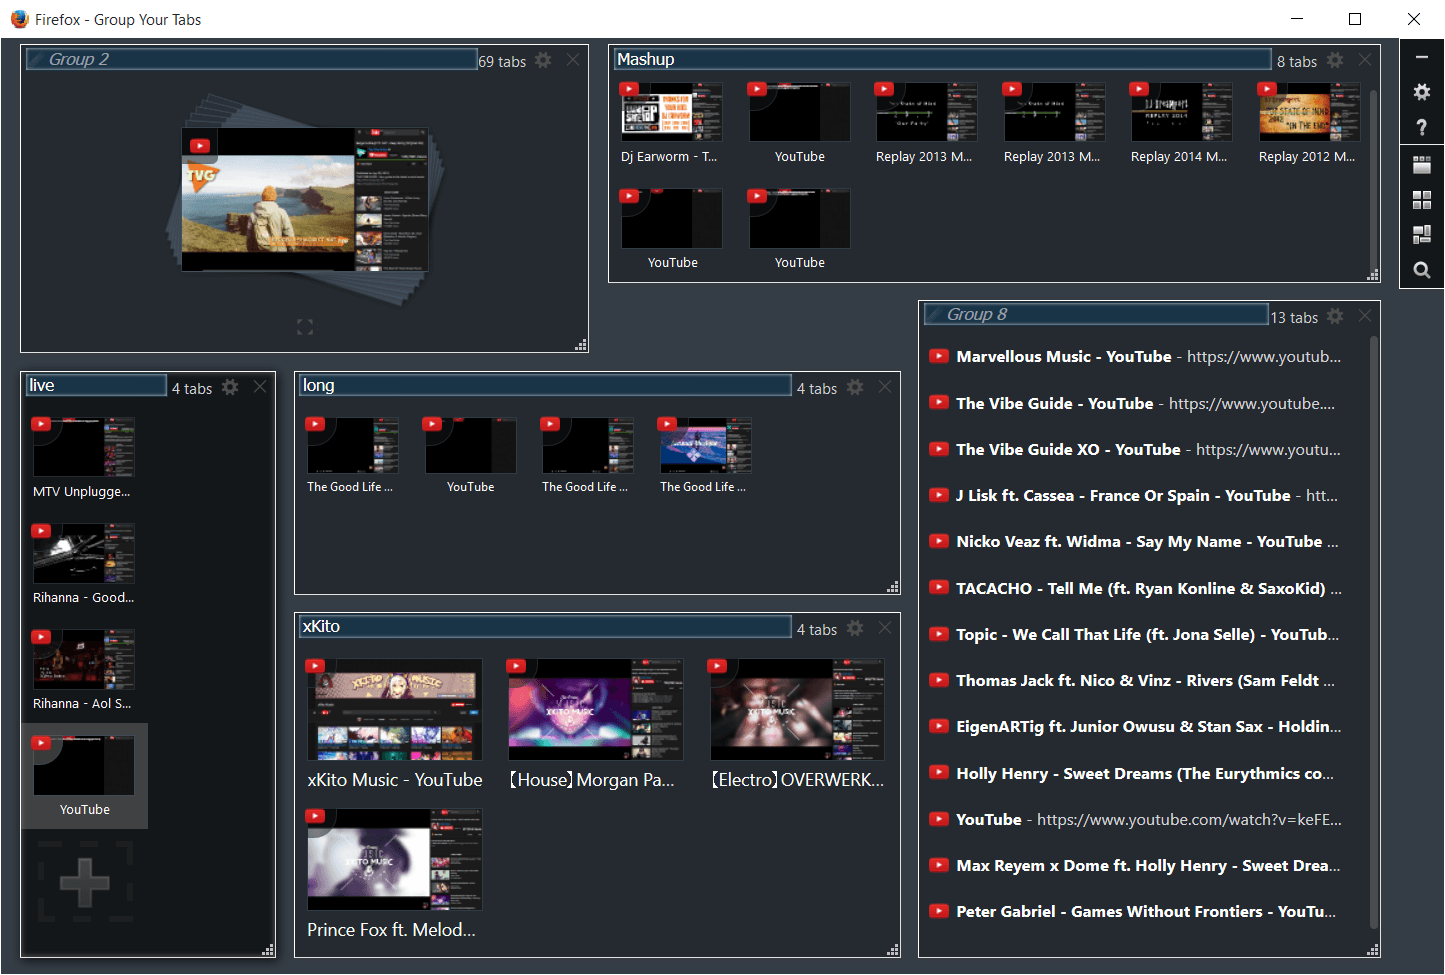 Firefox - Group Your Tabs
Group 2
69 tabs
TVG
Mashup
8 tabs
Dj Earworm - T...
YouTube
Replay 2013 M...
Replay 2013 M...
Replay 2014 M...
Replay 2012 M...
YouTube
YouTube
live
4 tabs
MTV Unplugge...
Rihanna - Good...
Rihanna - Aol S...
YouTube
long
4 tabs
The Good Life ...
YouTube
The Good Life ...
The Good Life ...
xKito
4 tabs
xKito Music - YouTube
【House】Morgan Pa...
【Electro】OVERWERK...
Prince Fox ft. Melod...
Group 8
13 tabs
Marvellous Music - YouTube - https://www.youtub...
The Vibe Guide - YouTube - https://www.youtube....
The Vibe Guide XO - YouTube - https://www.youtu...
J Lisk ft. Cassea - France Or Spain - YouTube - htt...
Nicko Veaz ft. Widma - Say My Name - YouTube ...
TACACHO - Tell Me (ft. Ryan Konline & SaxoKid) ...
Topic - We Call That Life (ft. Jona Selle) - YouTub...
Thomas Jack ft. Nico & Vinz - Rivers (Sam Feldt ...
EigenARTig ft. Junior Owusu & Stan Sax - Holdin...
Holly Henry - Sweet Dreams (The Eurythmics co...
YouTube - https://www.youtube.com/watch?v=keFE...
Max Reyem x Dome ft. Holly Henry - Sweet Drea...
Peter Gabriel - Games Without Frontiers - YouTu...